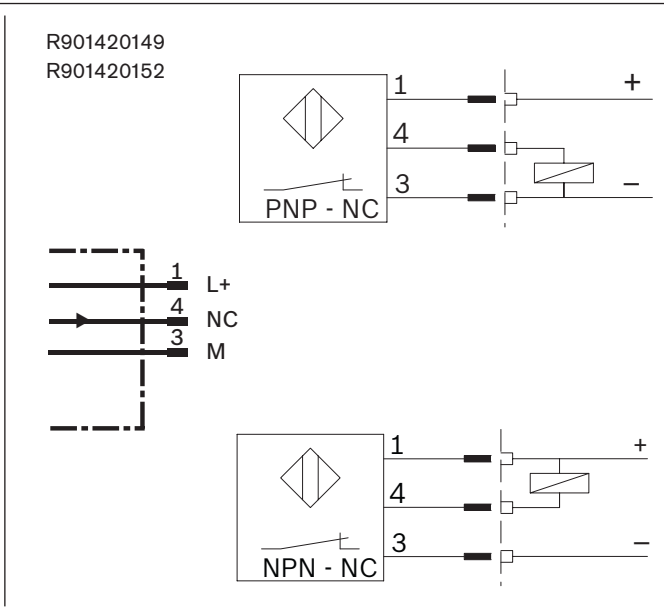 R901420149
R901420152
1
+
4
3
–
PNP - NC
1 L+
4 NC
3 M
1
+
4
3
–
NPN - NC